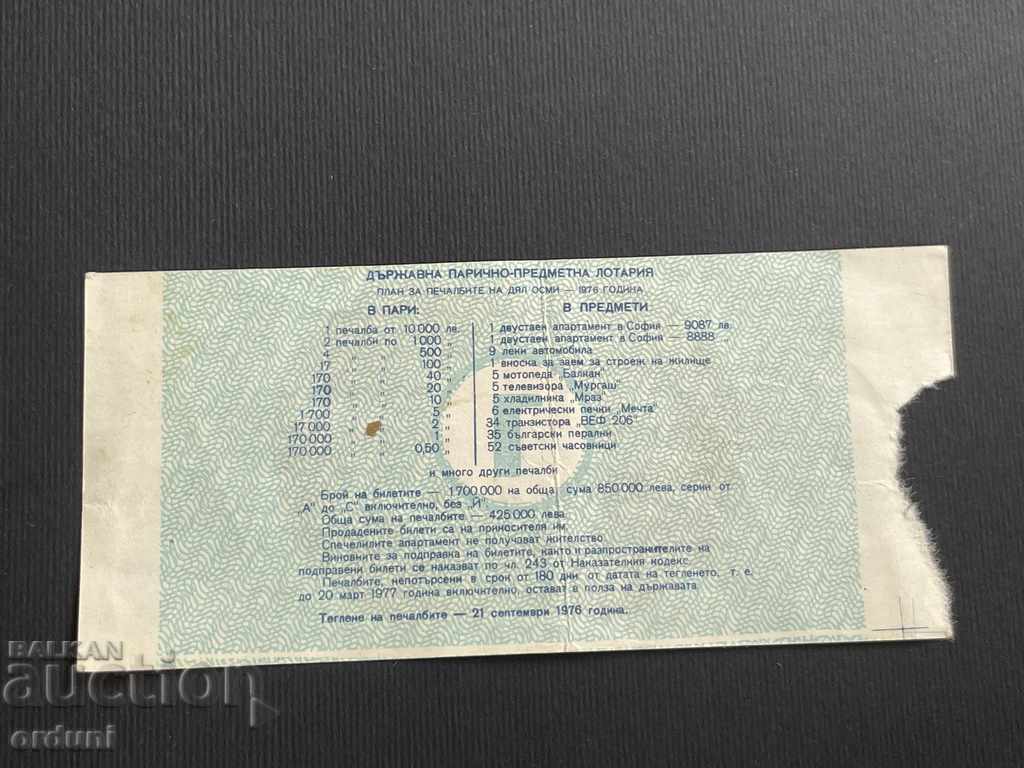 ДЪРЖАВНА ПАРИЧНО-ПРЕДМЕТНА ЛОТАРИЯ
ПЛАН ЗА ПЕЧАЛБИТЕ НА ДЯЛ ОСМИ — 1976 ГОДИНА
В ПАРИ:
1 печалба от 10 000 лв.
2 печалби по 1 000 „
4 „ „ 500 „
17 „ „ 100 „
170 „ „ 40 „
170 „ „ 20 „
170 „ „ 10 „
1 700 „ „ 5 „
17 000 „ „ 2 „
170 000 „ „ 1 „
170 000 „ „ 0,50 „
В ПРЕДМЕТИ
1 двустаен апартамент в София — 9087 лв.
1 двустаен апартамент в София — 8888 „
9 леки автомобила
1 вноска за заем за строеж на жилище
5 мотопеда „Балкан“
5 телевизора „Мургаш“
5 хладилника „Мраз“
6 електрически печки „Мечта“
34 транзистора „ВЕФ 206“
35 български перални
52 съветски часовници
и много други печалби
Брой на билетите — 1 700 000 на обща сума 850 000 лева, серии от
„А“ до „С“ включително, без „Й“.
Обща сума на печалбите — 425 000 лева.
Продадените билети са на приносителя им.
Спечелилите апартамент не получават жителство.
Виновните за подправка на билетите, както и разпространителите на
подправени билети се наказват по чл. 243 от Наказателния кодекс.
Печалбите, непотърсени в срок от 180 дни от датата на тегленето, т. е.
до 20 март 1977 година включително, остават в полза на държавата.
Теглене на печалбите — 21 септември 1976 година.
BALKAN
auction
orduni